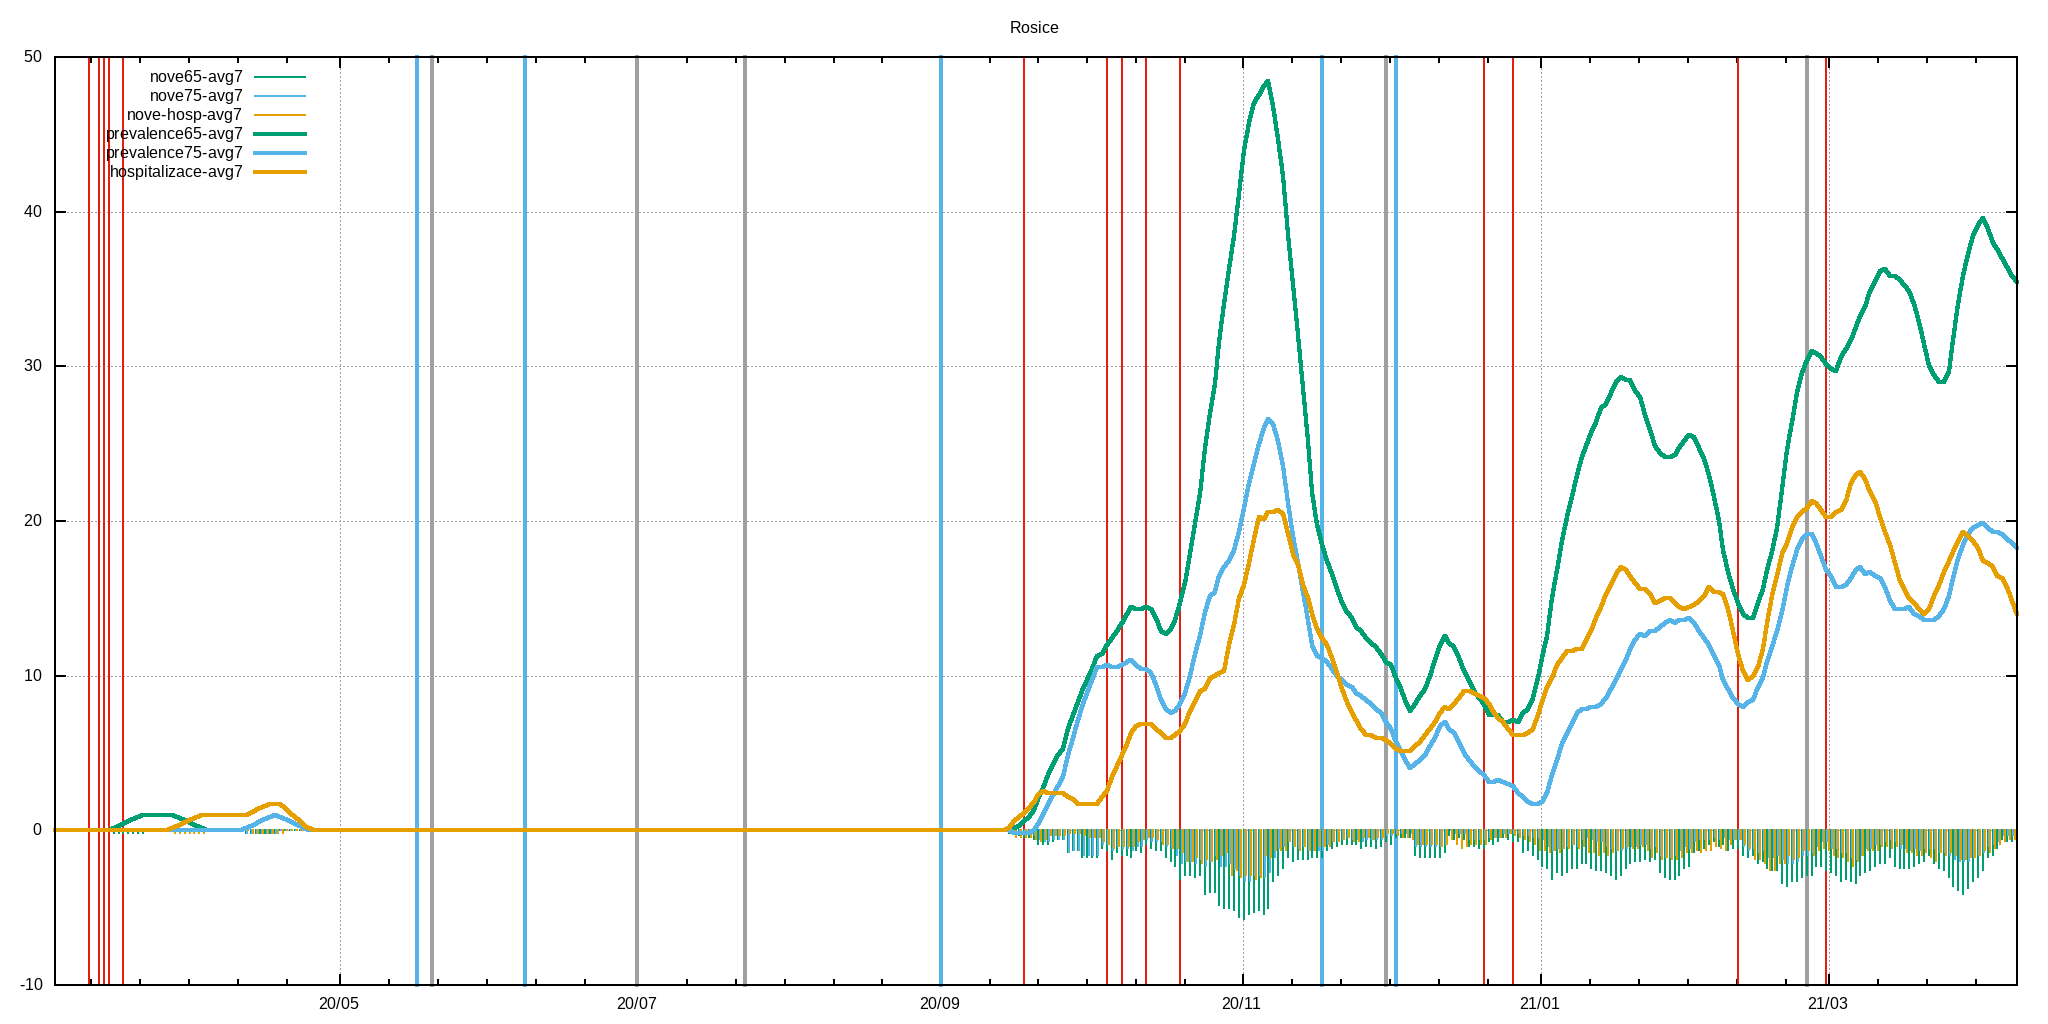 Rosice
50
nove65-avg7
nove75-avg7
nove-hosp-avg7
prevalence65-avg7
prevalence75-avg7
hospitalizace-avg7
40
30
20
10
0
-10
20/05
20/07
20/09
20/11
21/01
21/03